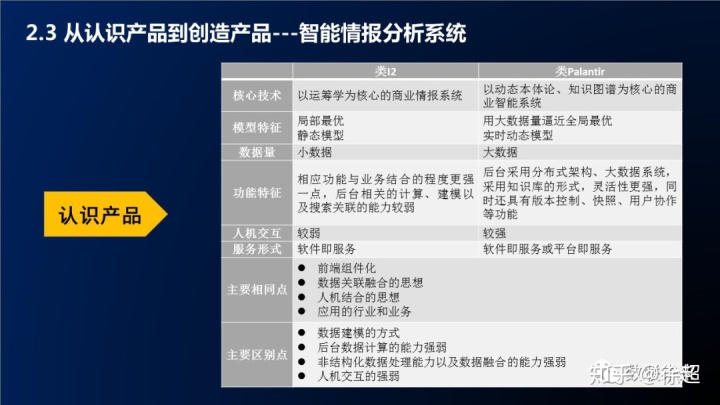 2.3 从认识产品到创造产品---智能情报分析系统
类I2
类Palantir
核心技术
以运筹学为核心的商业情报系统
以动态本体论、知识图谱为核心的商
业智能系统
模型特征
局部最优
静态模型
用大数据量逼近全局最优
实时动态模型
数据量
小数据
大数据
功能特征
相应功能与业务结合的程度更强
一点，后台相关的计算、建模以
及搜索关联的能力较弱
后台采用分布式架构、大数据系统，
采用知识库的形式，灵活性更强，同
时还具有版本控制、快照、用户协作
等功能
认识产品
人机交互
较弱
较强
服务形式
软件即服务
软件即服务或平台即服务
主要相同点
● 前端组件化
● 数据关联融合的思想
● 人机结合的思想
● 应用的行业和业务
主要区别点
● 数据建模的方式
● 后台数据计算的能力强弱
● 非结构化数据处理能力以及数据融合的能力强弱
● 人机交互的强弱
知乎 @徐超